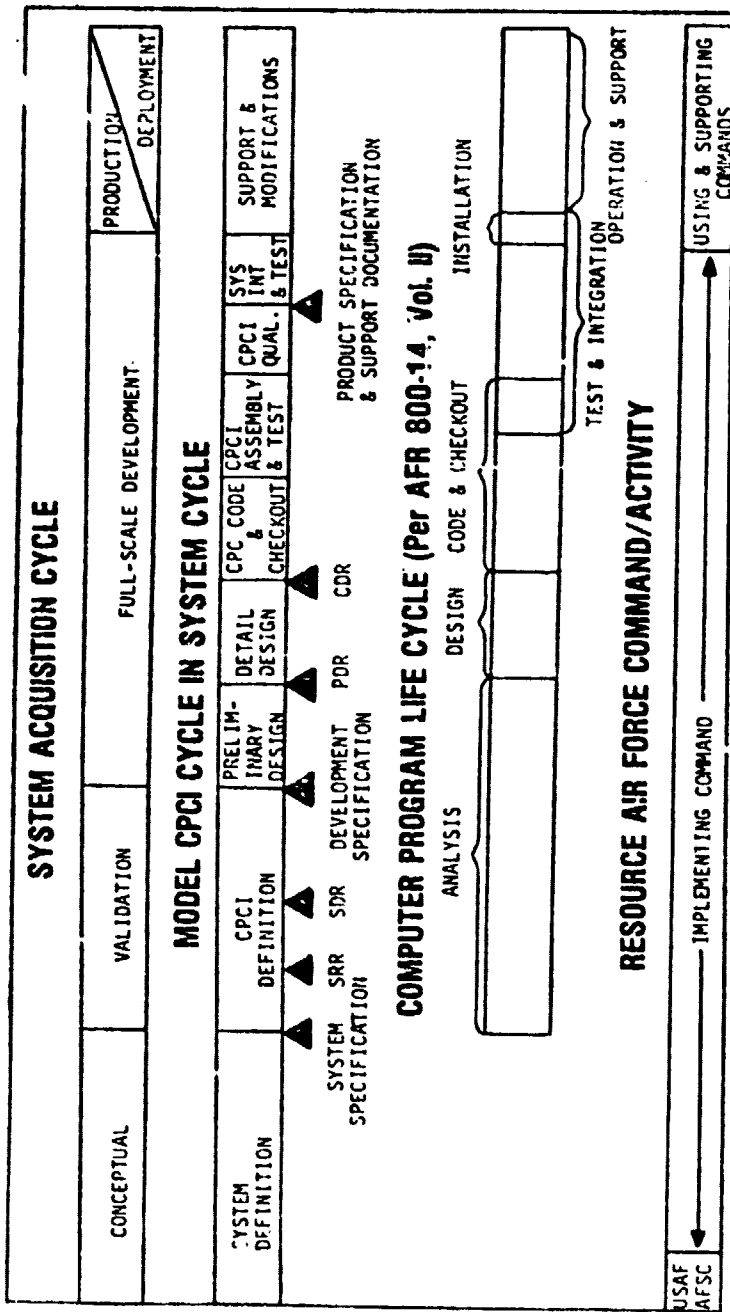 SYSTEM ACQUISITION CYCLE
CONCEPTUAL
VALIDATION
FULL-SCALE DEVELOPMENT
PRODUCTION
DEPLOYMENT
MODEL CPCI CYCLE IN SYSTEM CYCLE
SYSTEM
DEFINITION
CPCI
DEFINITION
PRELIM-
INARY
DESIGN
DETAIL
DESIGN
CPC CODE
&
CHECKOUT
CPCI
ASSEMBLY
& TEST
CPCI
QUAL.
SYS
INT
& TEST
SUPPORT &
MODIFICATIONS
SYSTEM
SPECIFICATION
SRR
SDR
DEVELOPMENT
SPECIFICATION
PDR
CDR
PRODUCT SPECIFICATION
& SUPPORT DOCUMENTATION
COMPUTER PROGRAM LIFE CYCLE (Per AFR 800-14, Vol. II)
ANALYSIS
DESIGN
CODE & CHECKOUT
INSTALLATION
TEST & INTEGRATION
OPERATION & SUPPORT
RESOURCE AIR FORCE COMMAND/ACTIVITY
USAF
AFSC
IMPLEMENTING COMMAND
USING & SUPPORTING
COMMANDS